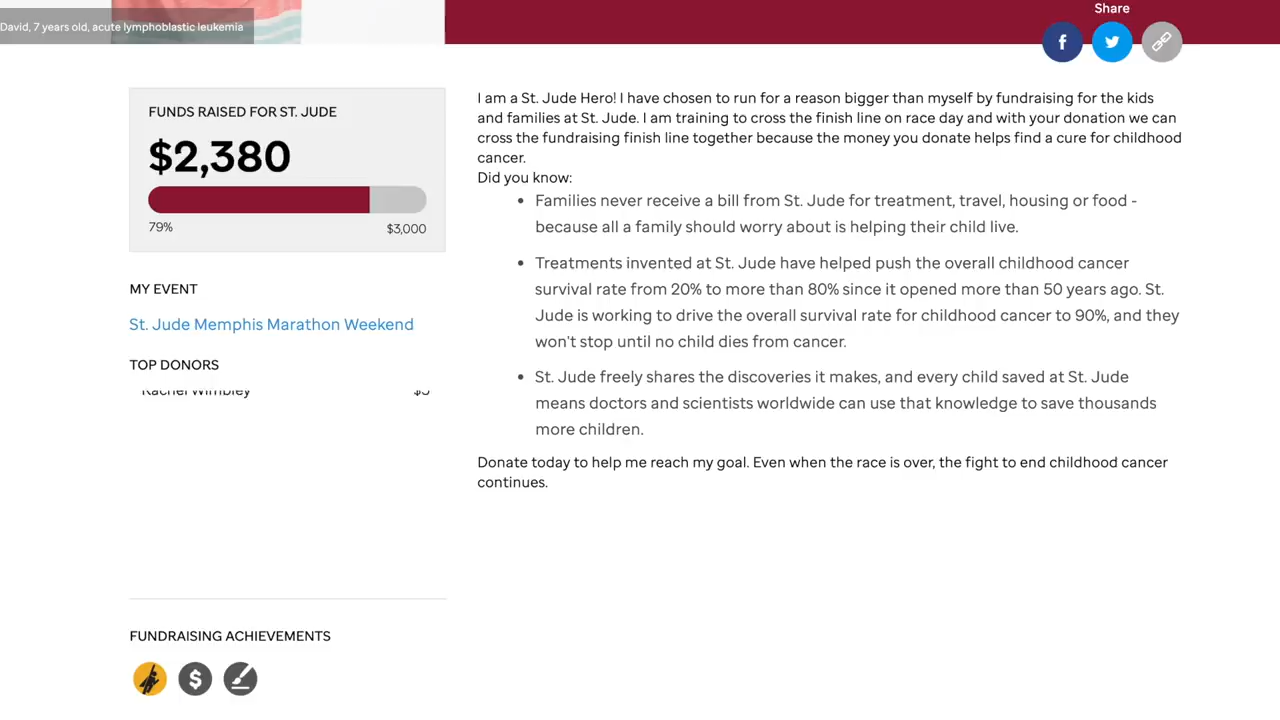 Share
David, 7 years old, acute lymphoblastic leukemia
FUNDS RAISED FOR ST. JUDE
$2,380
79%
$3,000
MY EVENT
St. Jude Memphis Marathon Weekend
TOP DONORS
Rachel Wimbley
$5
FUNDRAISING ACHIEVEMENTS
$
I am a St. Jude Hero! I have chosen to run for a reason bigger than myself by fundraising for the kids
and families at St. Jude. I am training to cross the finish line on race day and with your donation we can
cross the fundraising finish line together because the money you donate helps find a cure for childhood
cancer.
Did you know:
• Families never receive a bill from St. Jude for treatment, travel, housing or food -
because all a family should worry about is helping their child live.
• Treatments invented at St. Jude have helped push the overall childhood cancer
survival rate from 20% to more than 80% since it opened more than 50 years ago. St.
Jude is working to drive the overall survival rate for childhood cancer to 90%, and they
won't stop until no child dies from cancer.
• St. Jude freely shares the discoveries it makes, and every child saved at St. Jude
means doctors and scientists worldwide can use that knowledge to save thousands
more children.
Donate today to help me reach my goal. Even when the race is over, the fight to end childhood cancer
continues.